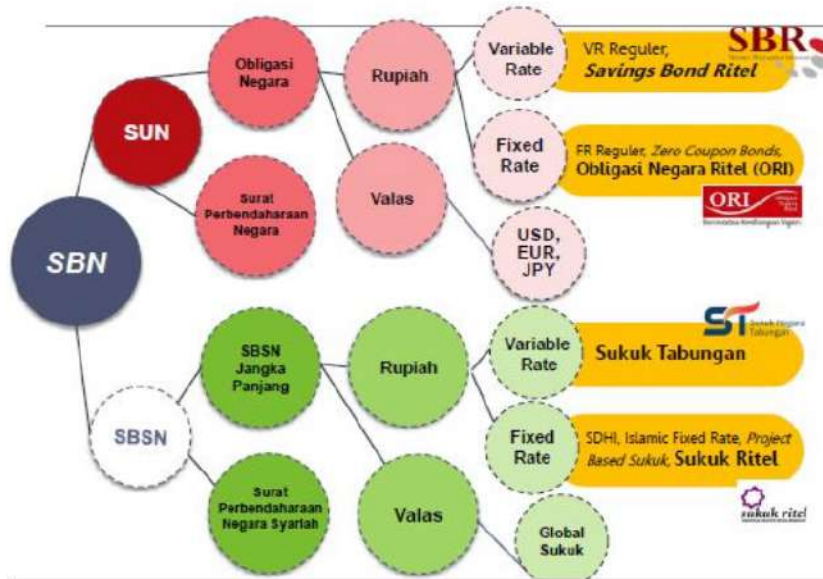 SBN
SUN
SBSN
Obligasi
Negara
Surat
Perbendaharaan
Negara
Rupiah
Valas
Variable
Rate
Fixed
Rate
USD,
EUR,
JPY
VR Reguler,
Savings Bond Ritel
SBR
FR Reguler, Zero Coupon Bonds,
Obligasi Negara Ritel (ORI)
ORI
SBSN
Jangka
Panjang
Surat
Perbendaharaan
Negara Syariah
Rupiah
Valas
Variable
Rate
Fixed
Rate
Global
Sukuk
ST
Sukuk Negara
Tabungan
Sukuk Tabungan
SDHI, Islamic Fixed Rate, Project
Based Sukuk, Sukuk Ritel
sukuk ritel